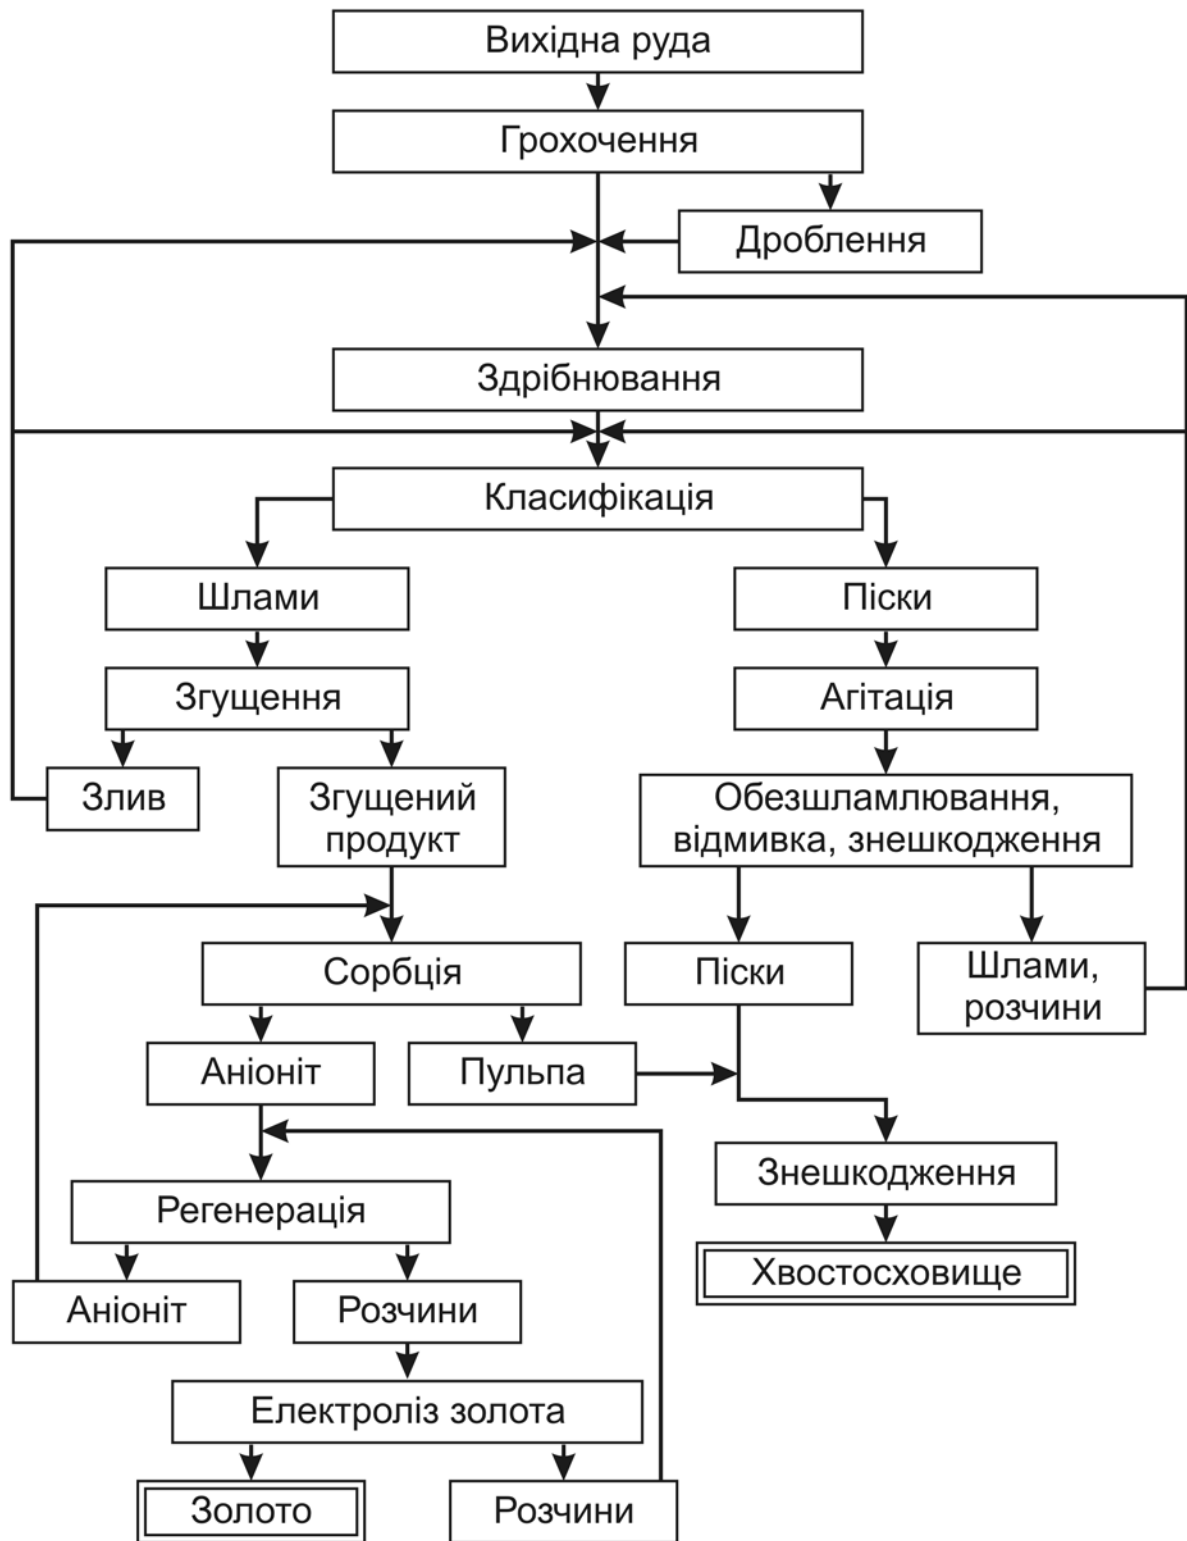 Вихідна руда
Грохочення
Дроблення
Здрібнювання
Класифікація
Шлами
Піски
Згущення
Агітація
Злив
Згущений
продукт
Обезшламлювання,
відмивка, знешкодження
Сорбція
Піски
Шлами,
розчини
Аніоніт
Пульпа
Знешкодження
Регенерація
Хвостосховище
Аніоніт
Розчини
Електроліз золота
Золото
Розчини